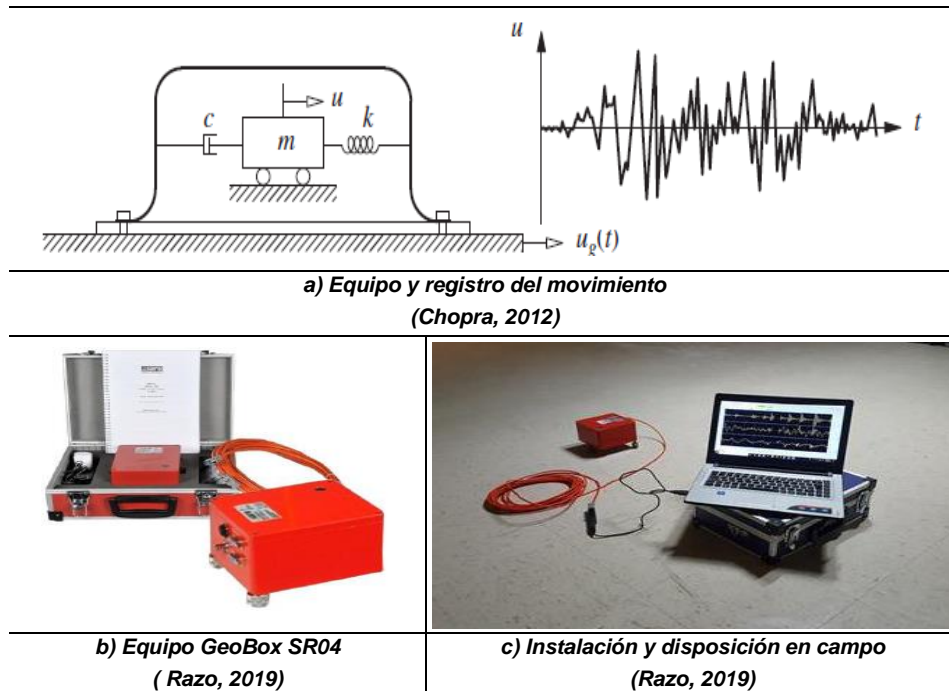 u
c
u
k
m
t
u_g(t)
a) Equipo y registro del movimiento
(Chopra, 2012)
b) Equipo GeoBox SR04
( Razo, 2019)
c) Instalación y disposición en campo
(Razo, 2019)